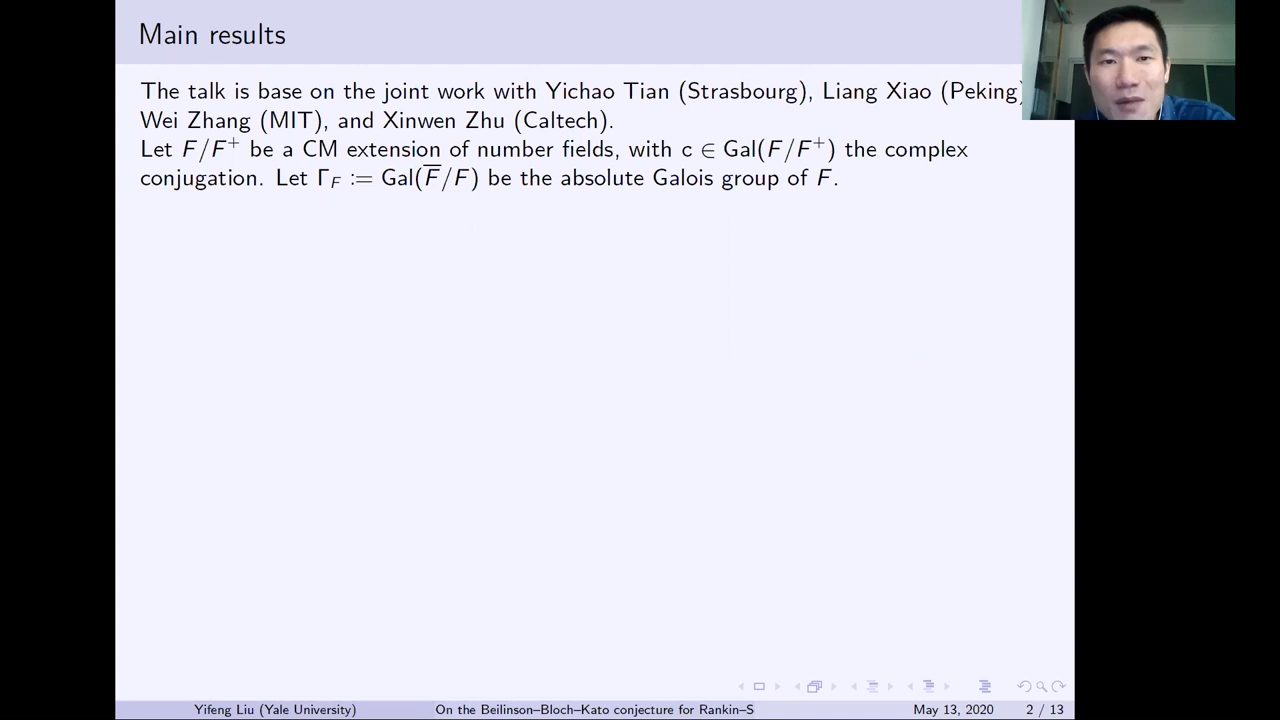 Main results
The talk is base on the joint work with Yichao Tian (Strasbourg), Liang Xiao (Peking)
Wei Zhang (MIT), and Xinwen Zhu (Caltech).
Let F/F⁺ be a CM extension of number fields, with c ∈ Gal(F/F⁺) the complex
conjugation. Let Γ_F := Gal(F̅/F) be the absolute Galois group of F.
Yifeng Liu (Yale University) On the Beilinson–Bloch–Kato conjecture for Rankin–S May 13, 2020 2 / 13